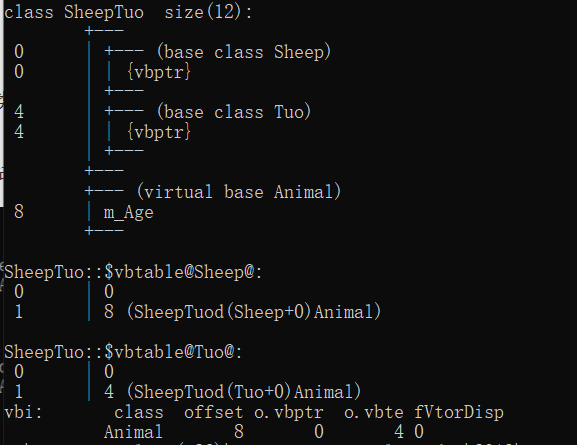 class SheepTuo size(12):
+---
0 | +--- (base class Sheep)
0 | | {vbptr}
| +---
4 | +--- (base class Tuo)
4 | | {vbptr}
| +---
+---
+--- (virtual base Animal)
8 | m_Age
+---
SheepTuo::$vbtable@Sheep@:
0 | 0
1 | 8 (SheepTuod(Sheep+0)Animal)
SheepTuo::$vbtable@Tuo@:
0 | 0
1 | 4 (SheepTuod(Tuo+0)Animal)
vbi: class offset o.vbptr o.vbte fVtorDisp
Animal 8 0 4 0